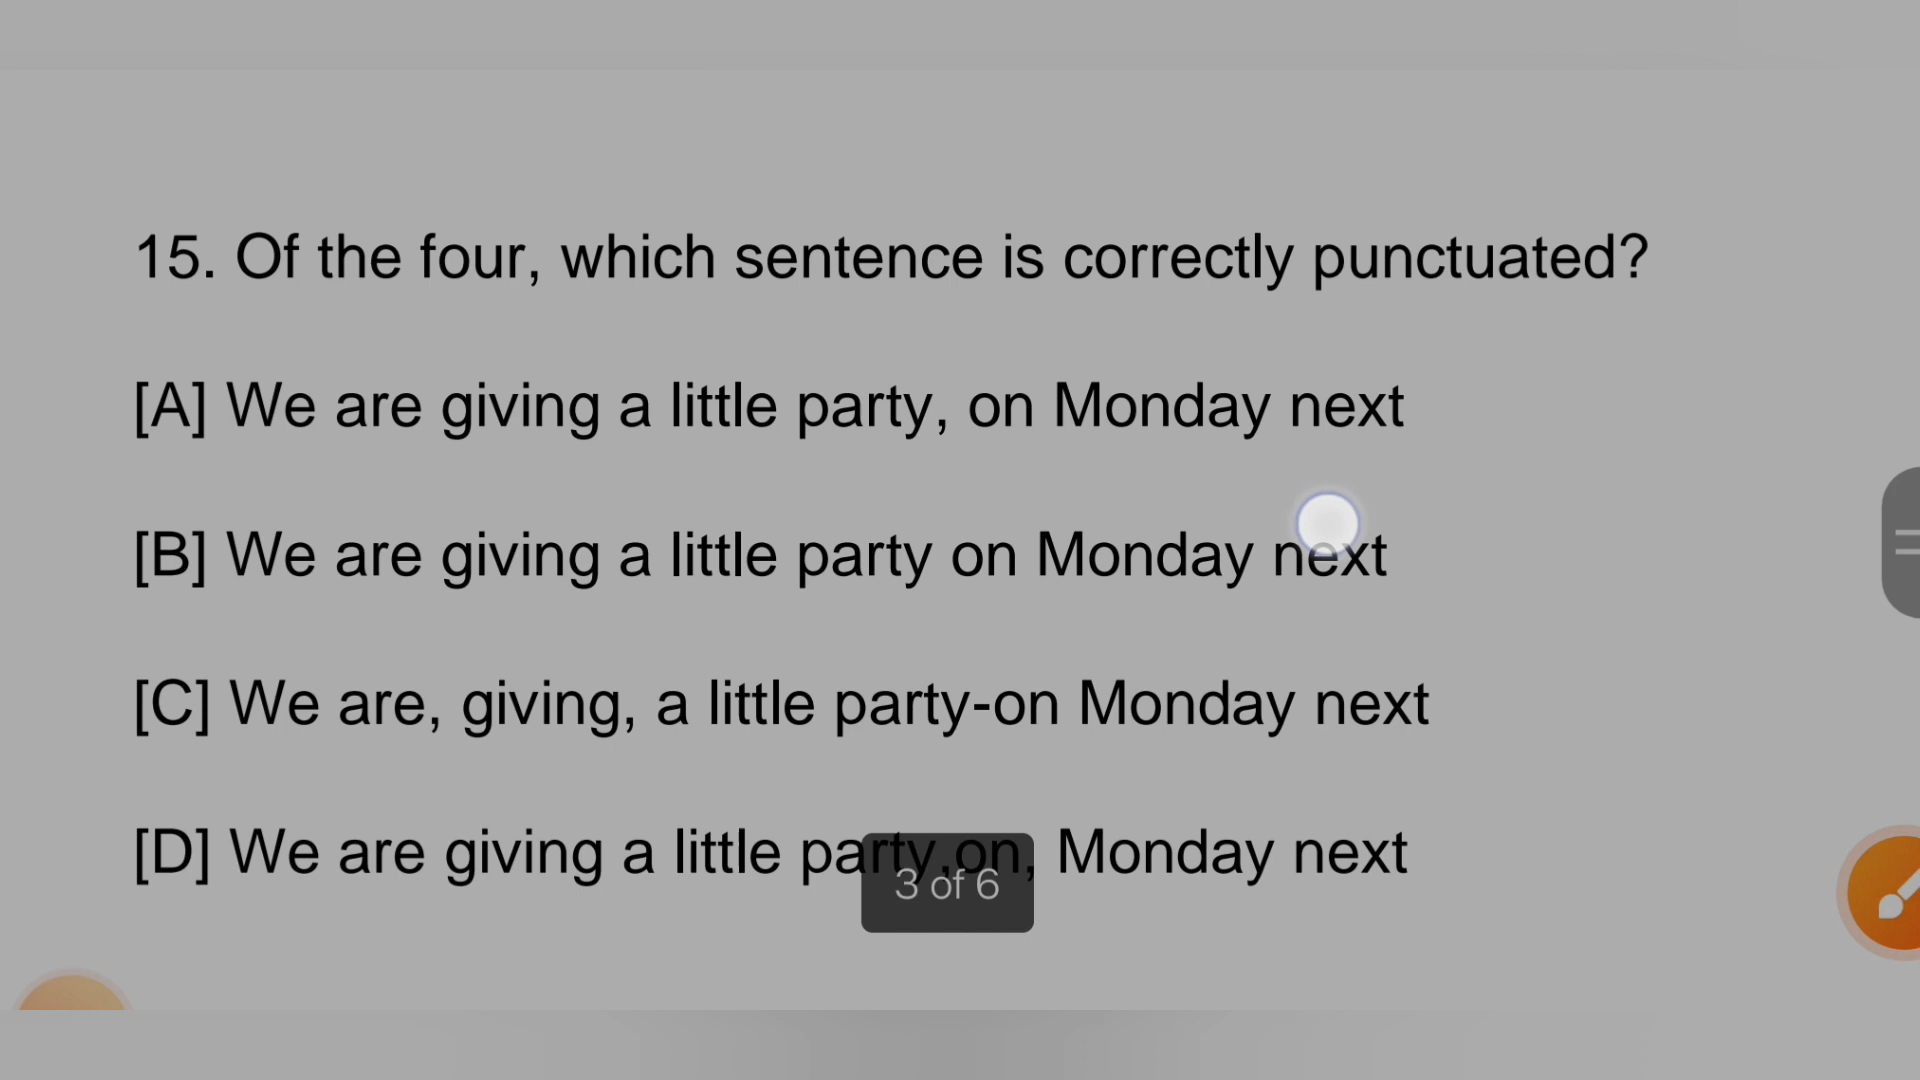 15. Of the four, which sentence is correctly punctuated?
[A] We are giving a little party, on Monday next
[B] We are giving a little party on Monday next
[C] We are, giving, a little party-on Monday next
[D] We are giving a little party,on, Monday next
3 of 6